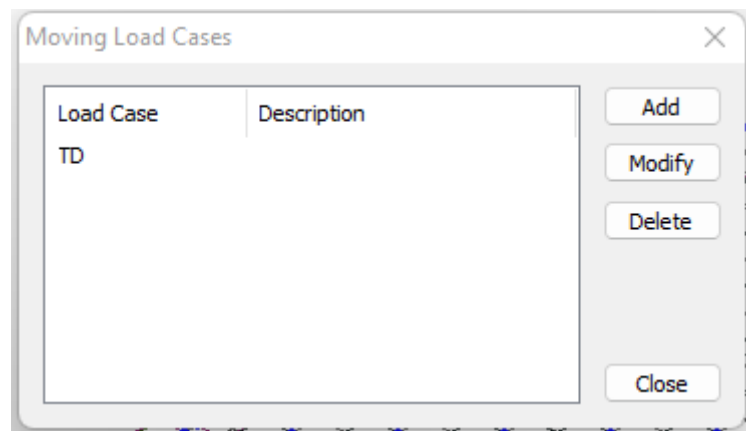 Moving Load Cases
Load Case Description
TD
Add
Modify
Delete
Close